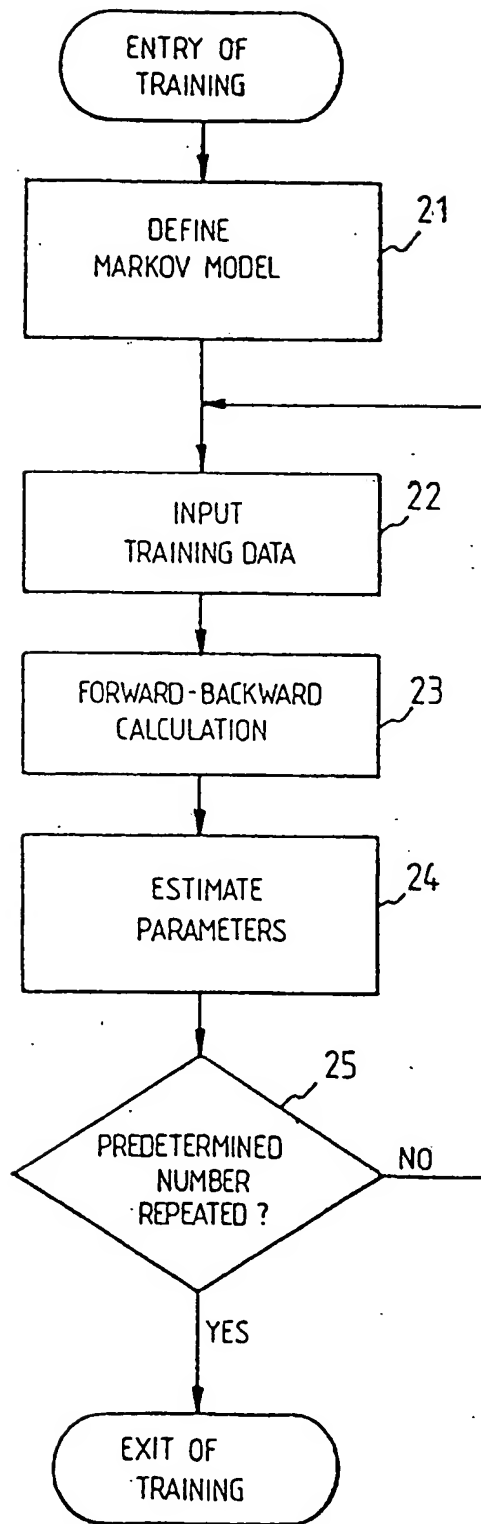 ENTRY OF
TRAINING
DEFINE
MARKOV MODEL
21
INPUT
TRAINING DATA
22
FORWARD-BACKWARD
CALCULATION
23
ESTIMATE
PARAMETERS
24
25
PREDETERMINED
NUMBER
REPEATED ?
NO
YES
EXIT OF
TRAINING